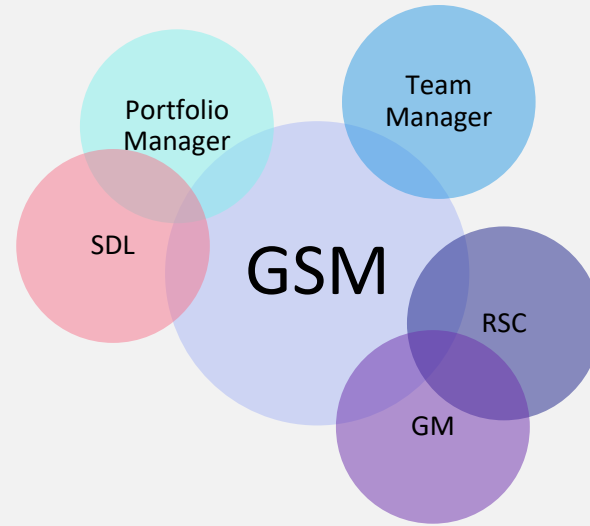 Portfolio
Manager
Team
Manager
SDL
GSM
RSC
GM